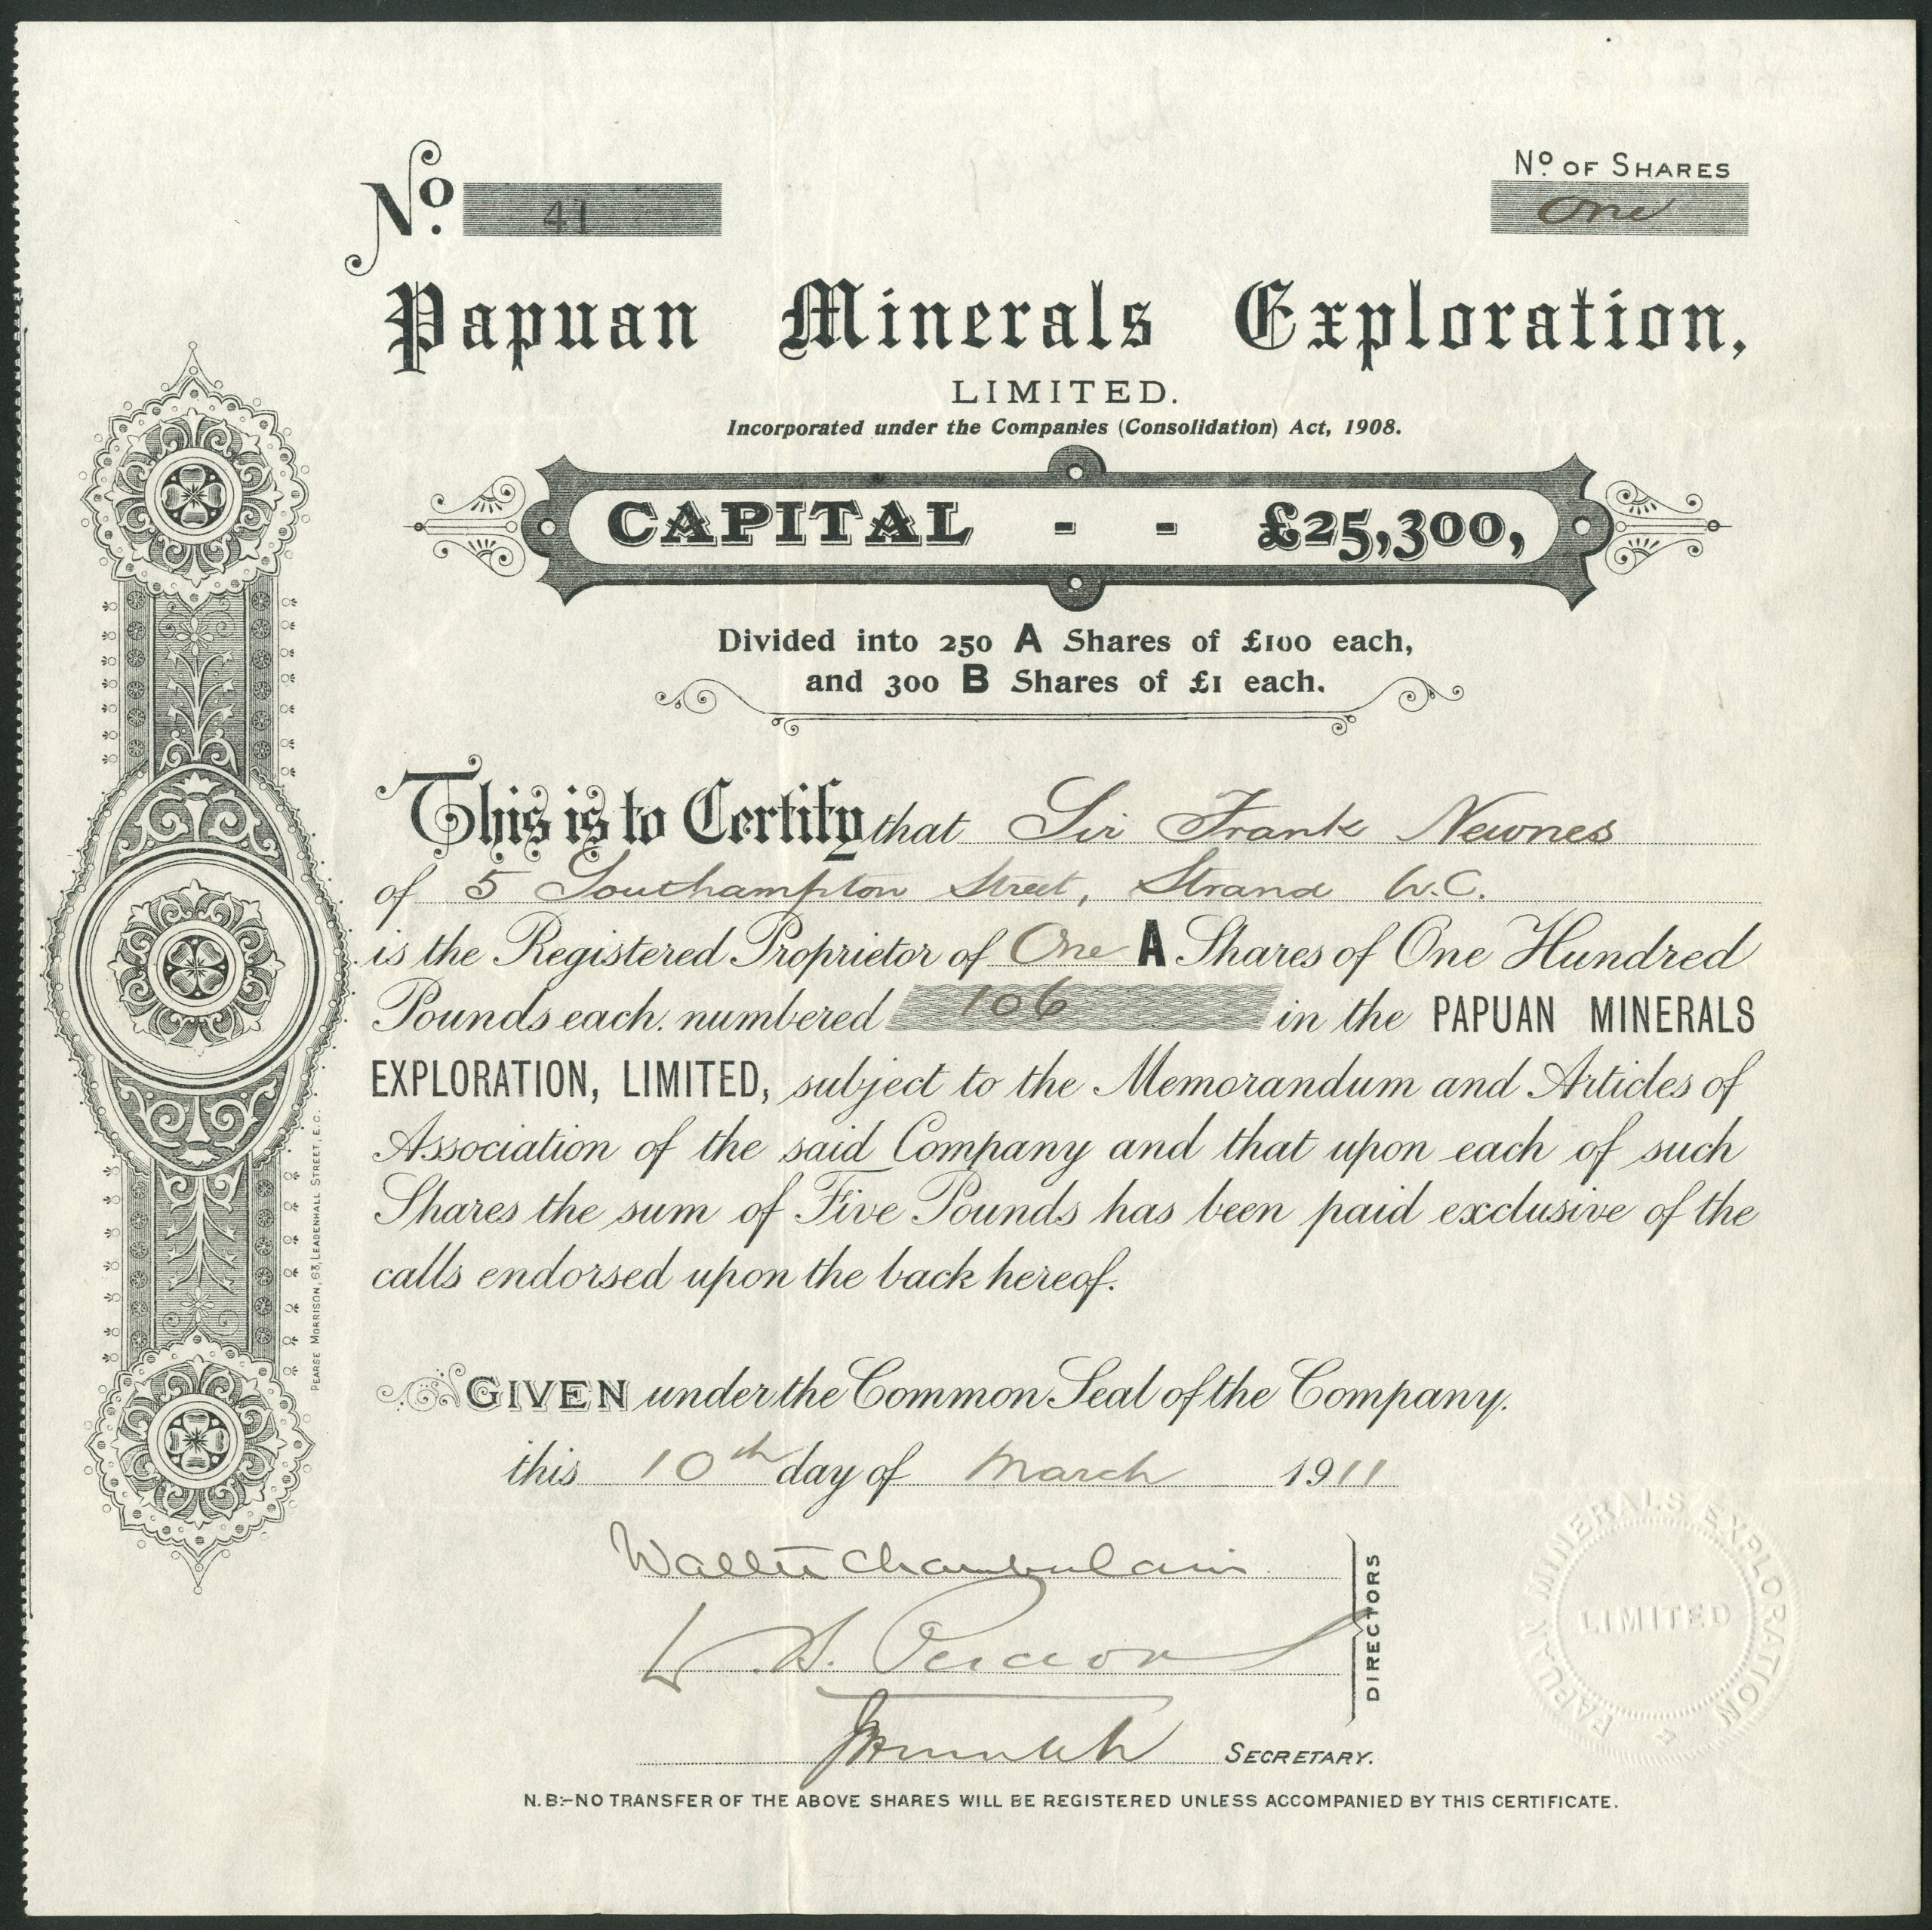 No. 41
No. OF SHARES
One
Papuan Minerals Exploration,
LIMITED.
Incorporated under the Companies (Consolidation) Act, 1908.
CAPITAL - - £25,300,
Divided into 250 A Shares of £100 each,
and 300 B Shares of £1 each.
This is to Certify that Sir Frank Newnes
of 5 Southampton Street, Strand W.C.
is the Registered Proprietor of One A Shares of One Hundred
Pounds each. numbered 106 in the PAPUAN MINERALS
EXPLORATION, LIMITED, subject to the Memorandum and Articles of
Association of the said Company and that upon each of such
Shares the sum of Five Pounds has been paid exclusive of the
calls endorsed upon the back hereof.
GIVEN under the Common Seal of the Company.
this 10th day of March 1911
Walter Chamberlain
DIRECTORS
SECRETARY.
N.B:-NO TRANSFER OF THE ABOVE SHARES WILL BE REGISTERED UNLESS ACCOMPANIED BY THIS CERTIFICATE.
PEARSE MORRISON, 63, LEADENHALL STREET, E.C.
PAPUAN MINERALS EXPLORATION
LIMITED